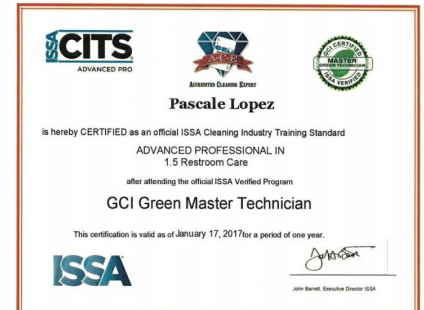 ISSA CITS
ADVANCED PRO
ACE
ACCREDITED CLEANING EXPERT
GCI CERTIFIED
MASTER
GREEN TECHNICIAN
ISSA VERIFIED
Pascale Lopez
is hereby CERTIFIED as an official ISSA Cleaning Industry Training Standard
ADVANCED PROFESSIONAL IN
1.5 Restroom Care
after attending the official ISSA Verified Program
GCI Green Master Technician
This certification is valid as of January 17, 2017for a period of one year.
ISSA
John Barrett, Executive Director ISSA